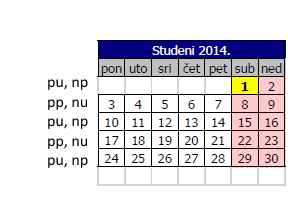 Studeni 2014.
pon uto sri čet pet sub ned
pu, np 1 2
pp, nu 3 4 5 6 7 8 9
pu, np 10 11 12 13 14 15 16
pp, nu 17 18 19 20 21 22 23
pu, np 24 25 26 27 28 29 30